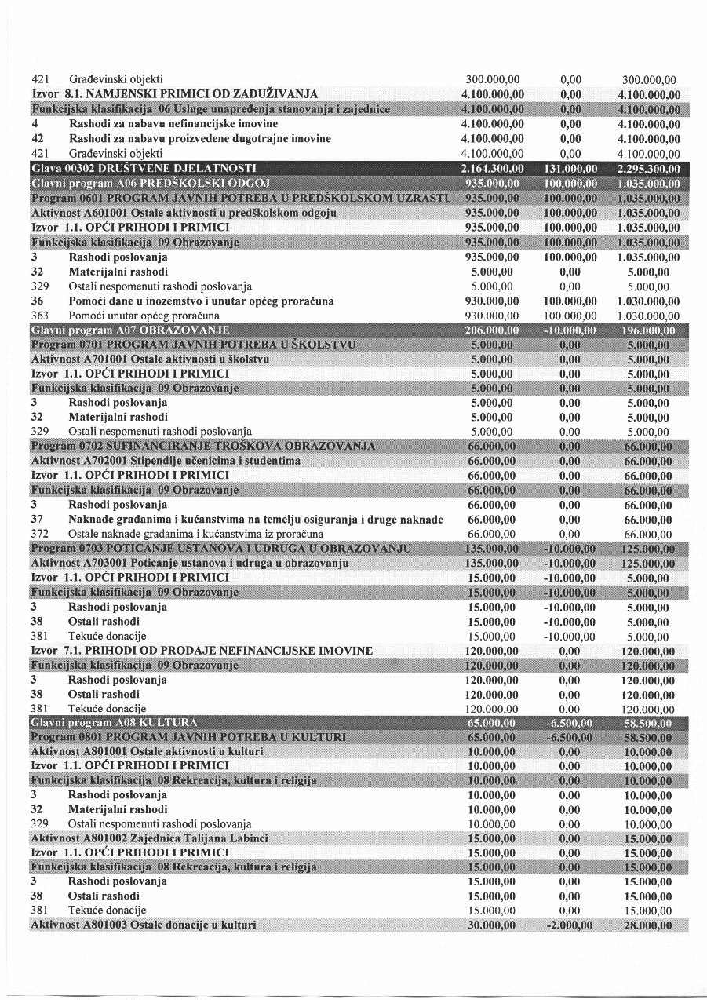 421 Građevinski objekti 300.000,00 0,00 300.000,00
Izvor 8.1. NAMJENSKI PRIMICI OD ZADUŽIVANJA 4.100.000,00 0,00 4.100.000,00
Funkcijska klasifikacija 06 Usluge unapređenja stanovanja i zajednice 4.100.000,00 0,00 4.100.000,00
4 Rashodi za nabavu nefinancijske imovine 4.100.000,00 0,00 4.100.000,00
42 Rashodi za nabavu proizvedene dugotrajne imovine 4.100.000,00 0,00 4.100.000,00
421 Građevinski objekti 4.100.000,00 0,00 4.100.000,00
Glava 00302 DRUŠTVENE DJELATNOSTI 2.164.300,00 131.000,00 2.295.300,00
Glavni program A06 PREDŠKOLSKI ODGOJ 935.000,00 100.000,00 1.035.000,00
Program 0601 PROGRAM JAVNIH POTREBA U PREDŠKOLSKOM UZRASTU 935.000,00 100.000,00 1.035.000,00
Aktivnost A601001 Ostale aktivnosti u predškolskom odgoju 935.000,00 100.000,00 1.035.000,00
Izvor 1.1. OPĆI PRIHODI I PRIMICI 935.000,00 100.000,00 1.035.000,00
Funkcijska klasifikacija 09 Obrazovanje 935.000,00 100.000,00 1.035.000,00
3 Rashodi poslovanja 935.000,00 100.000,00 1.035.000,00
32 Materijalni rashodi 5.000,00 0,00 5.000,00
329 Ostali nespomenuti rashodi poslovanja 5.000,00 0,00 5.000,00
36 Pomoći dane u inozemstvo i unutar općeg proračuna 930.000,00 100.000,00 1.030.000,00
363 Pomoći unutar općeg proračuna 930.000,00 100.000,00 1.030.000,00
Glavni program A07 OBRAZOVANJE 206.000,00 -10.000,00 196.000,00
Program 0701 PROGRAM JAVNIH POTREBA U ŠKOLSTVU 5.000,00 0,00 5.000,00
Aktivnost A701001 Ostale aktivnosti u školstvu 5.000,00 0,00 5.000,00
Izvor 1.1. OPĆI PRIHODI I PRIMICI 5.000,00 0,00 5.000,00
Funkcijska klasifikacija 09 Obrazovanje 5.000,00 0,00 5.000,00
3 Rashodi poslovanja 5.000,00 0,00 5.000,00
32 Materijalni rashodi 5.000,00 0,00 5.000,00
329 Ostali nespomenuti rashodi poslovanja 5.000,00 0,00 5.000,00
Program 0702 SUFINANCIRANJE TROŠKOVA OBRAZOVANJA 66.000,00 0,00 66.000,00
Aktivnost A702001 Stipendije učenicima i studentima 66.000,00 0,00 66.000,00
Izvor 1.1. OPĆI PRIHODI I PRIMICI 66.000,00 0,00 66.000,00
Funkcijska klasifikacija 09 Obrazovanje 66.000,00 0,00 66.000,00
3 Rashodi poslovanja 66.000,00 0,00 66.000,00
37 Naknade građanima i kućanstvima na temelju osiguranja i druge naknade 66.000,00 0,00 66.000,00
372 Ostale naknade građanima i kućanstvima iz proračuna 66.000,00 0,00 66.000,00
Program 0703 POTICANJE USTANOVA I UDRUGA U OBRAZOVANJU 135.000,00 -10.000,00 125.000,00
Aktivnost A703001 Poticanje ustanova i udruga u obrazovanju 135.000,00 -10.000,00 125.000,00
Izvor 1.1. OPĆI PRIHODI I PRIMICI 15.000,00 -10.000,00 5.000,00
Funkcijska klasifikacija 09 Obrazovanje 15.000,00 -10.000,00 5.000,00
3 Rashodi poslovanja 15.000,00 -10.000,00 5.000,00
38 Ostali rashodi 15.000,00 -10.000,00 5.000,00
381 Tekuće donacije 15.000,00 -10.000,00 5.000,00
Izvor 7.1. PRIHODI OD PRODAJE NEFINANCIJSKE IMOVINE 120.000,00 0,00 120.000,00
Funkcijska klasifikacija 09 Obrazovanje 120.000,00 0,00 120.000,00
3 Rashodi poslovanja 120.000,00 0,00 120.000,00
38 Ostali rashodi 120.000,00 0,00 120.000,00
381 Tekuće donacije 120.000,00 0,00 120.000,00
Glavni program A08 KULTURA 65.000,00 -6.500,00 58.500,00
Program 0801 PROGRAM JAVNIH POTREBA U KULTURI 65.000,00 -6.500,00 58.500,00
Aktivnost A801001 Ostale aktivnosti u kulturi 10.000,00 0,00 10.000,00
Izvor 1.1. OPĆI PRIHODI I PRIMICI 10.000,00 0,00 10.000,00
Funkcijska klasifikacija 08 Rekreacija, kultura i religija 10.000,00 0,00 10.000,00
3 Rashodi poslovanja 10.000,00 0,00 10.000,00
32 Materijalni rashodi 10.000,00 0,00 10.000,00
329 Ostali nespomenuti rashodi poslovanja 10.000,00 0,00 10.000,00
Aktivnost A801002 Zajednica Talijana Labinci 15.000,00 0,00 15.000,00
Izvor 1.1. OPĆI PRIHODI I PRIMICI 15.000,00 0,00 15.000,00
Funkcijska klasifikacija 08 Rekreacija, kultura i religija 15.000,00 0,00 15.000,00
3 Rashodi poslovanja 15.000,00 0,00 15.000,00
38 Ostali rashodi 15.000,00 0,00 15.000,00
381 Tekuće donacije 15.000,00 0,00 15.000,00
Aktivnost A801003 Ostale donacije u kulturi 30.000,00 -2.000,00 28.000,00